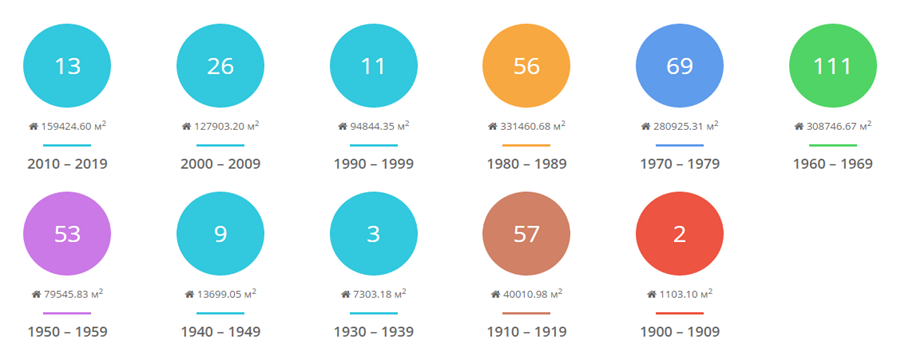 13 26 11 56 69 111
159424.60 м² 127903.20 м² 94844.35 м² 331460.68 м² 280925.31 м² 308746.67 м²
2010 – 2019 2000 – 2009 1990 – 1999 1980 – 1989 1970 – 1979 1960 – 1969
53 9 3 57 2
79545.83 м² 13699.05 м² 7303.18 м² 40010.98 м² 1103.10 м²
1950 – 1959 1940 – 1949 1930 – 1939 1910 – 1919 1900 – 1909